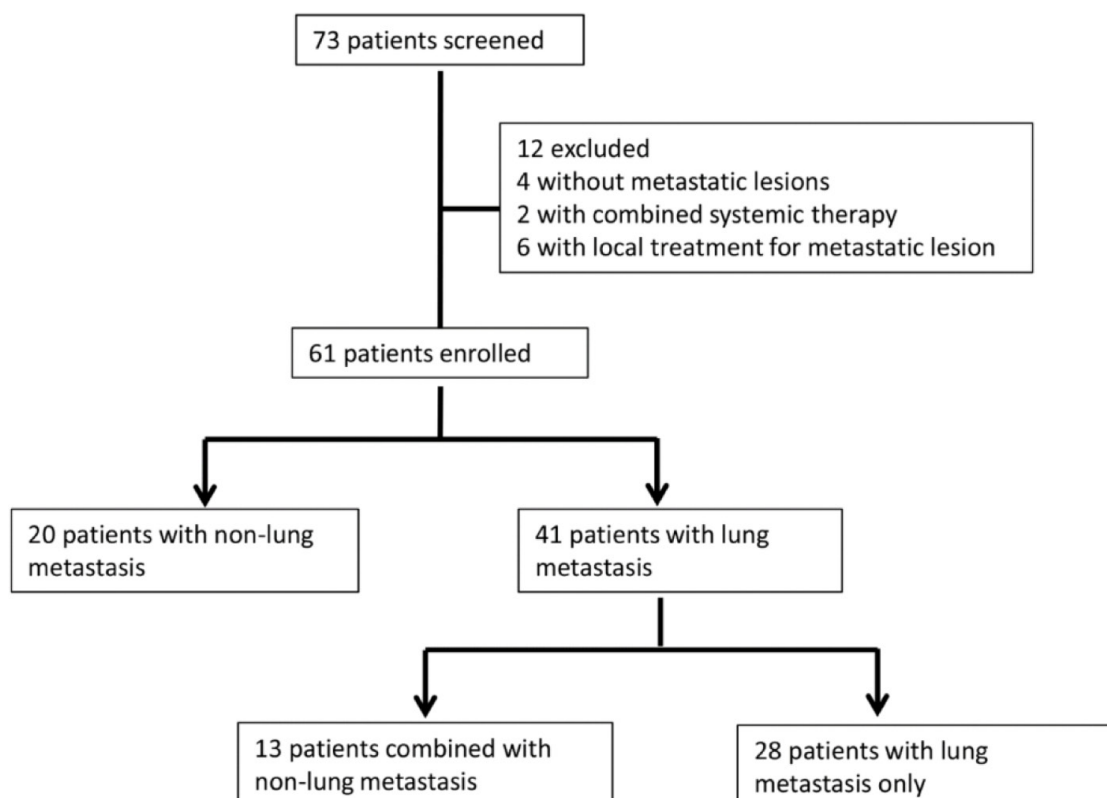 73 patients screened
12 excluded
4 without metastatic lesions
2 with combined systemic therapy
6 with local treatment for metastatic lesion
61 patients enrolled
20 patients with non-lung
metastasis
41 patients with lung
metastasis
13 patients combined with
non-lung metastasis
28 patients with lung
metastasis only